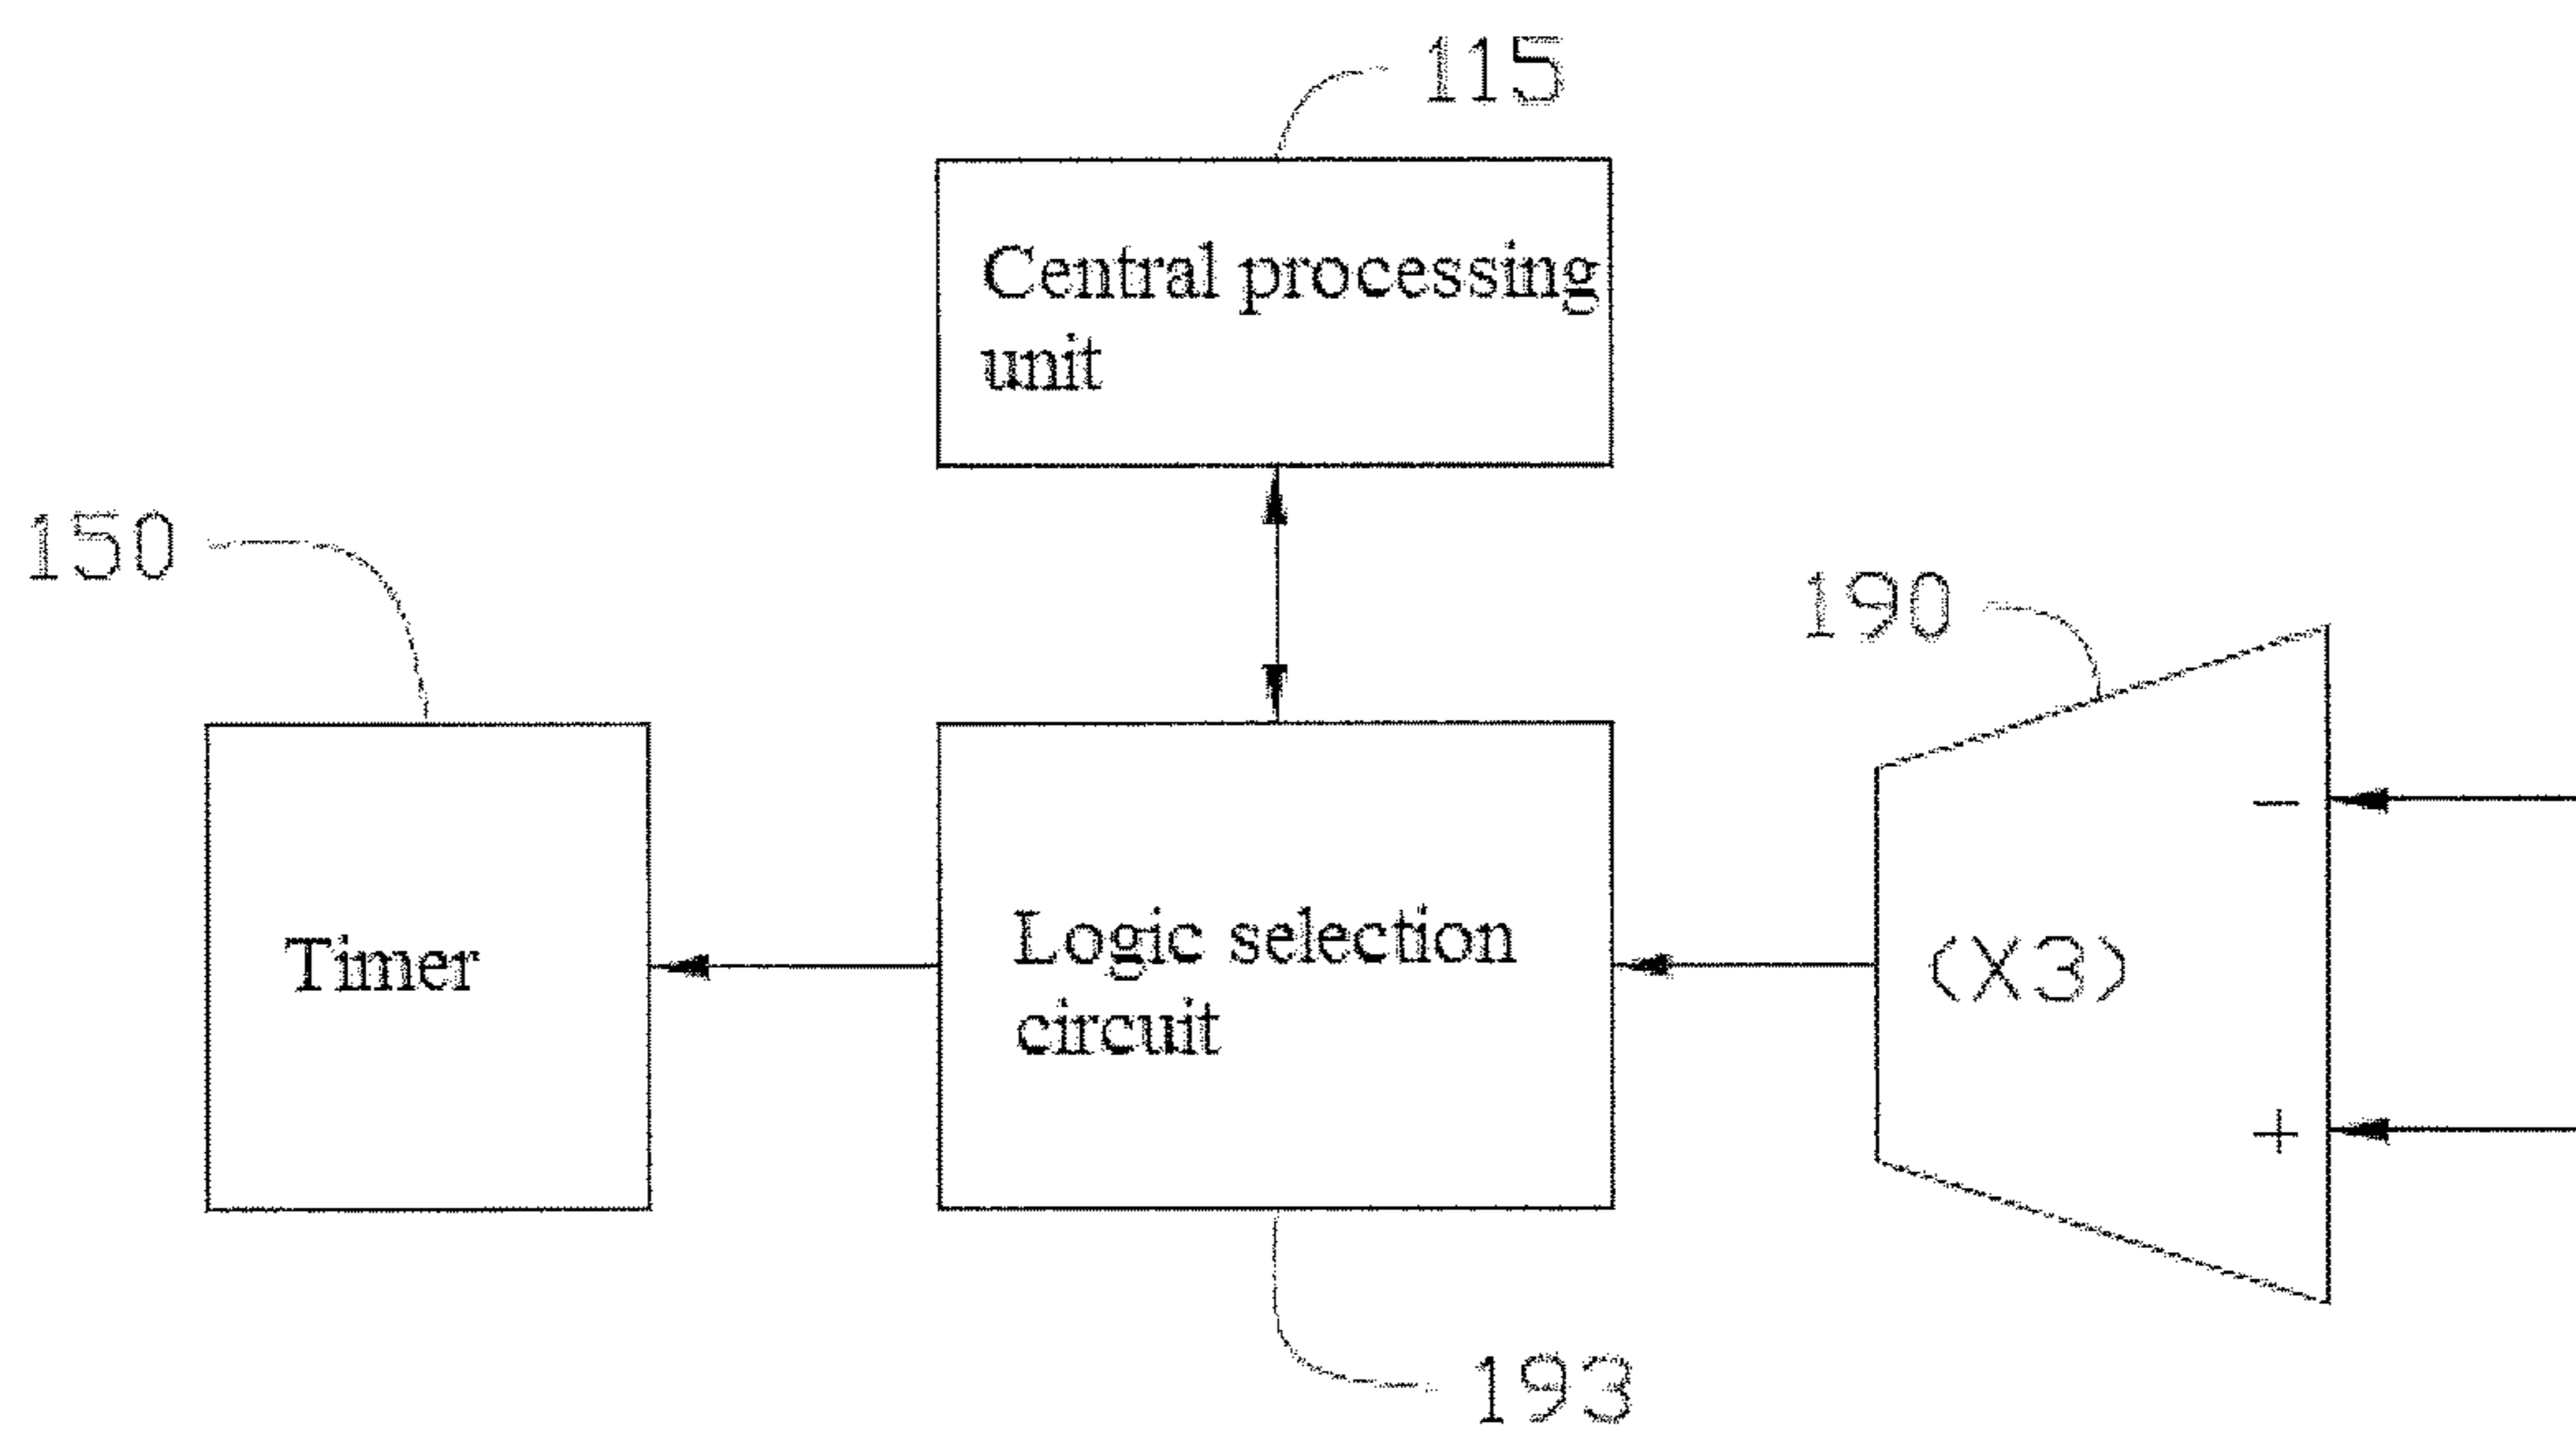 115
Central processing
unit
150
190
−
Timer
Logic selection
circuit
(X3)
+
193